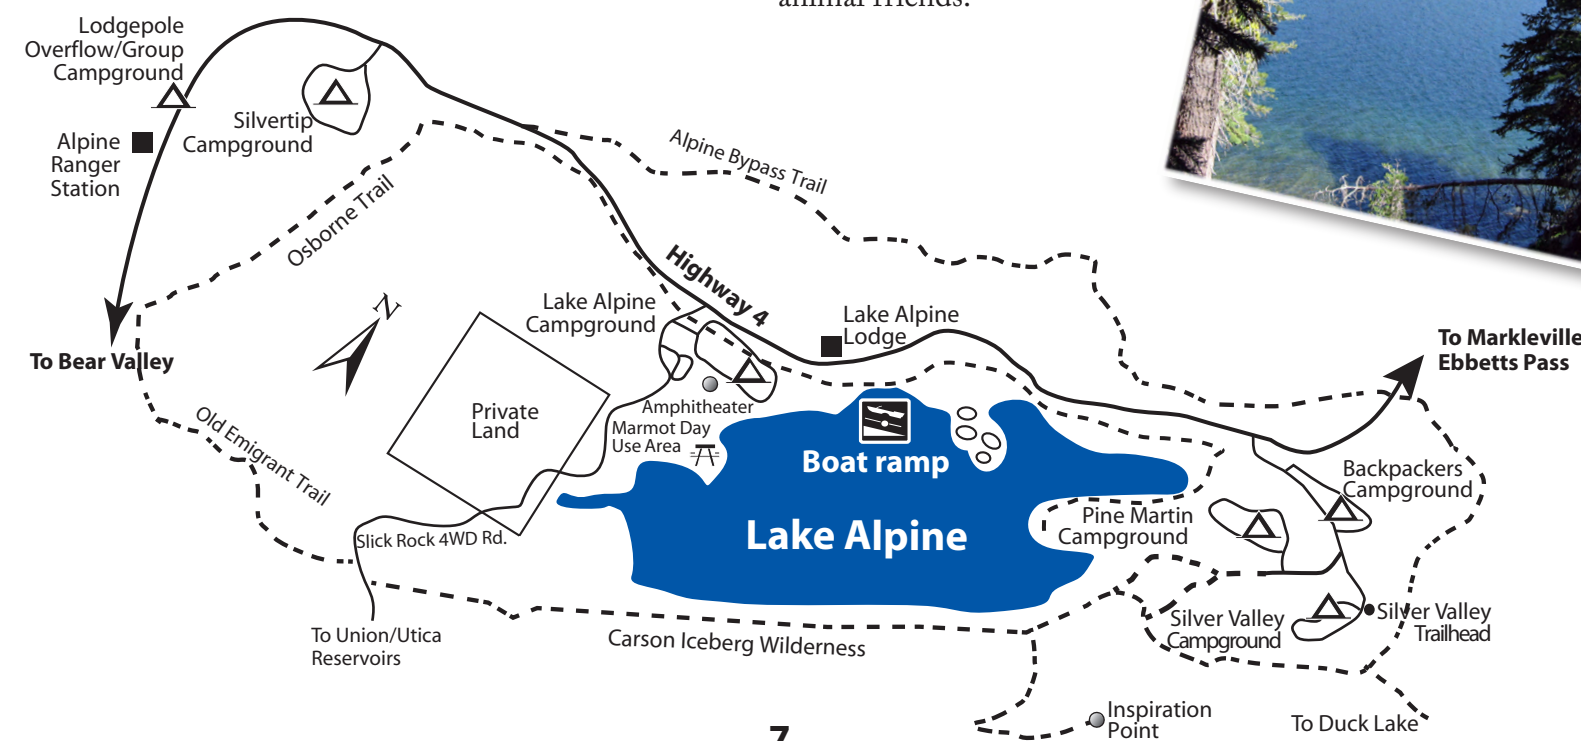 animal friends.
Lodgepole
Overflow/Group
Campground
Silvertip
Campground
Alpine
Ranger
Station
Alpine Bypass Trail
Osborne Trail
Highway 4
N
Lake Alpine
Campground
Lake Alpine
Lodge
To Bear Valley
To Markleville
Ebbetts Pass
Private
Land
Amphitheater
Marmot Day
Use Area
Old Emigrant Trail
Boat ramp
Backpackers
Campground
Pine Martin
Campground
Lake Alpine
Slick Rock 4WD Rd.
Silver Valley
Campground
Silver Valley
Trailhead
To Union/Utica
Reservoirs
Carson Iceberg Wilderness
Inspiration
Point
To Duck Lake
7